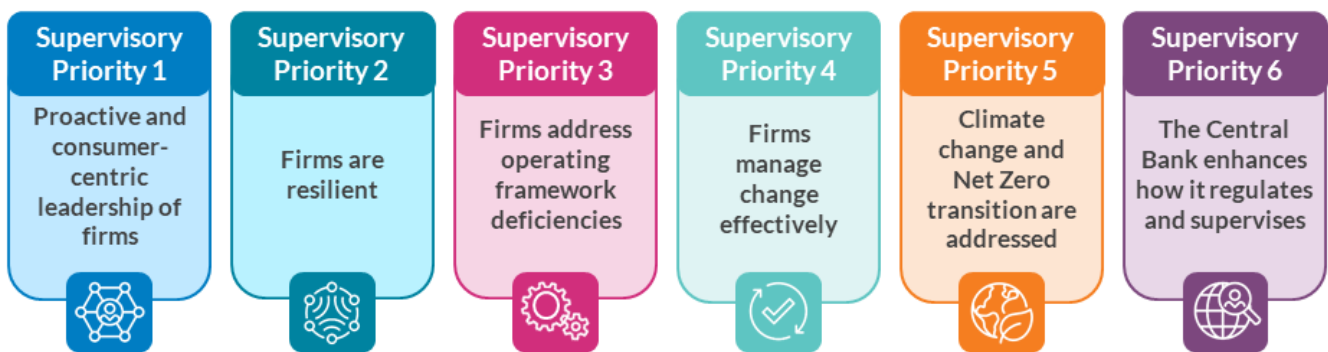 Supervisory
Priority 1
Proactive and
consumer-
centric
leadership of
firms
Supervisory
Priority 2
Firms are
resilient
Supervisory
Priority 3
Firms address
operating
framework
deficiencies
Supervisory
Priority 4
Firms
manage
change
effectively
Supervisory
Priority 5
Climate
change and
Net Zero
transition are
addressed
Supervisory
Priority 6
The Central
Bank enhances
how it regulates
and supervises